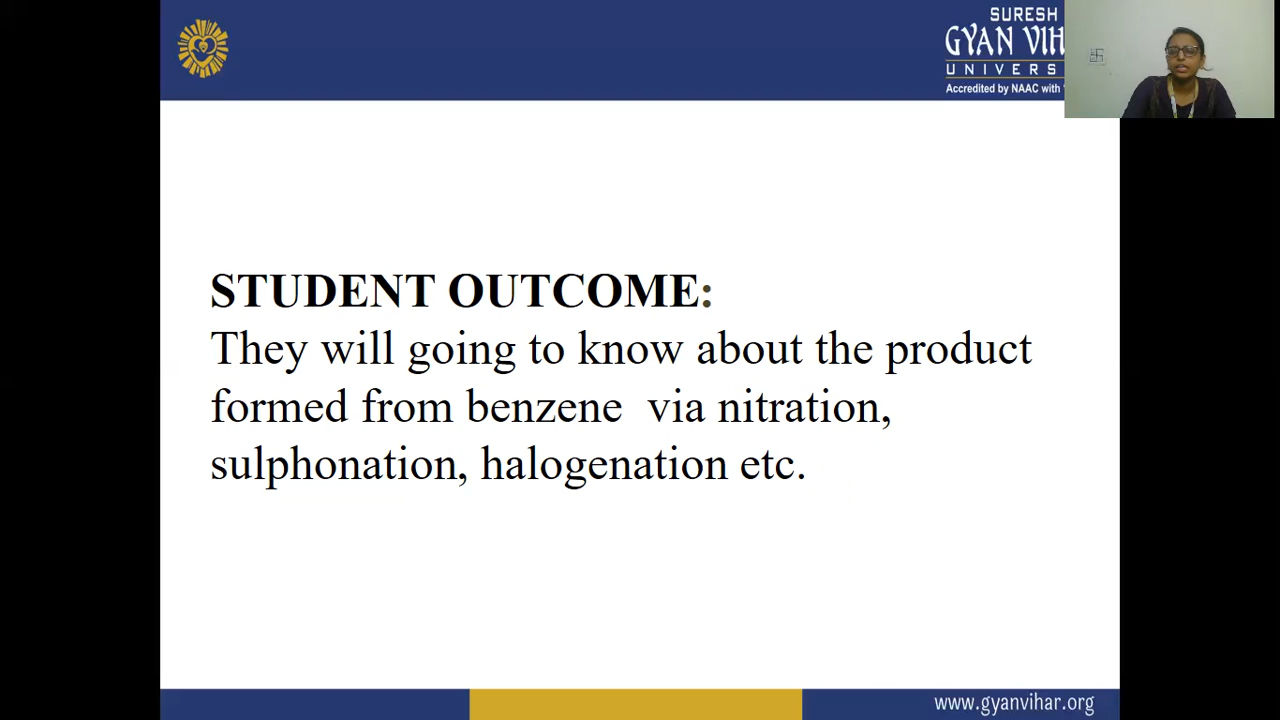 SURESH
GYAN VIH
UNIVERS
Accredited by NAAC with
STUDENT OUTCOME:
They will going to know about the product
formed from benzene via nitration,
sulphonation, halogenation etc.
www.gyanvihar.org